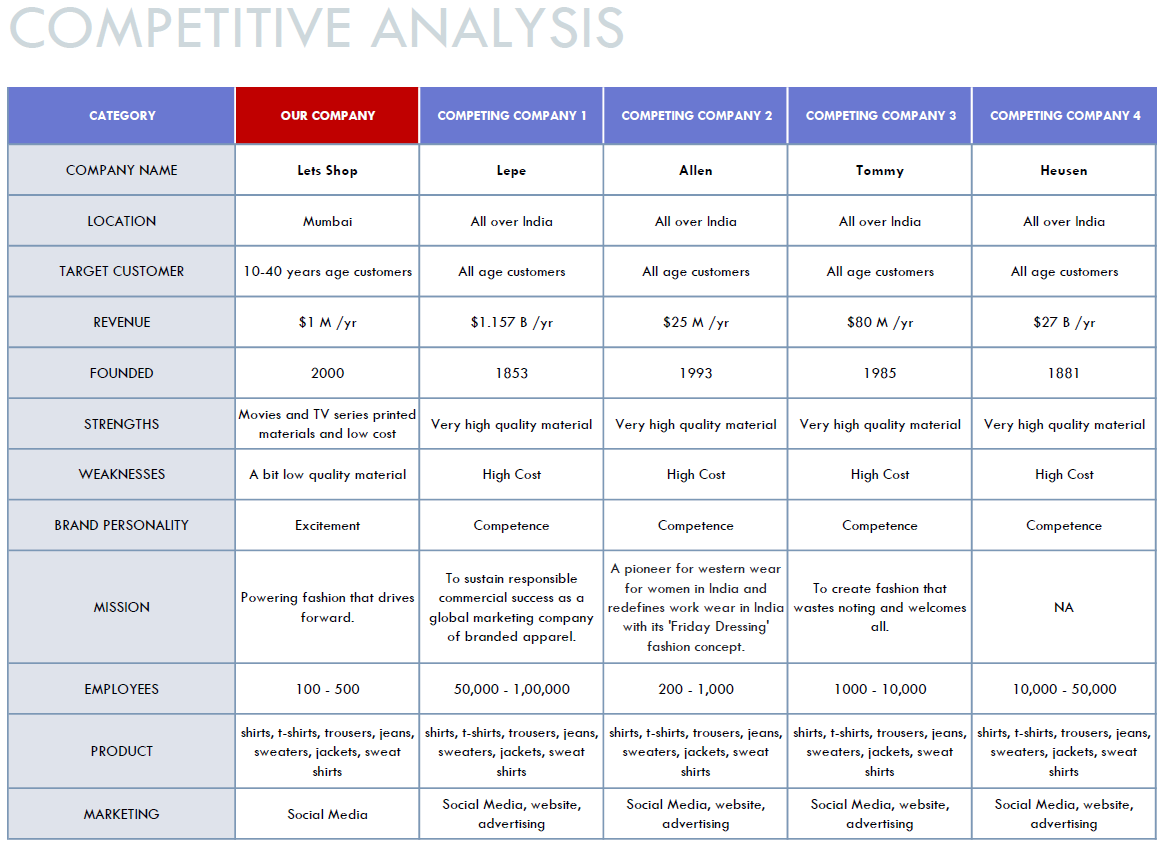 COMPETITIVE ANALYSIS
CATEGORY OUR COMPANY COMPETING COMPANY 1 COMPETING COMPANY 2 COMPETING COMPANY 3 COMPETING COMPANY 4
COMPANY NAME Lets Shop Lepe Allen Tommy Heusen
LOCATION Mumbai All over India All over India All over India All over India
TARGET CUSTOMER 10-40 years age customers All age customers All age customers All age customers All age customers
REVENUE $1 M /yr $1.157 B /yr $25 M /yr $80 M /yr $27 B /yr
FOUNDED 2000 1853 1993 1985 1881
STRENGTHS
Movies and TV series printed
materials and low cost
Very high quality material Very high quality material Very high quality material Very high quality material
WEAKNESSES A bit low quality material High Cost High Cost High Cost High Cost
BRAND PERSONALITY Excitement Competence Competence Competence Competence
MISSION
Powering fashion that drives
forward.
To sustain responsible
commercial success as a
global marketing company
of branded apparel.
A pioneer for western wear
for women in India and
redefines work wear in India
with its 'Friday Dressing'
fashion concept.
To create fashion that
wastes noting and welcomes
all.
NA
EMPLOYEES 100 - 500 50,000 - 1,00,000 200 - 1,000 1000 - 10,000 10,000 - 50,000
PRODUCT
shirts, t-shirts, trousers, jeans,
sweaters, jackets, sweat
shirts
shirts, t-shirts, trousers, jeans,
sweaters, jackets, sweat
shirts
shirts, t-shirts, trousers, jeans,
sweaters, jackets, sweat
shirts
shirts, t-shirts, trousers, jeans,
sweaters, jackets, sweat
shirts
shirts, t-shirts, trousers, jeans,
sweaters, jackets, sweat
shirts
MARKETING
Social Media
Social Media, website,
advertising
Social Media, website,
advertising
Social Media, website,
advertising
Social Media, website,
advertising